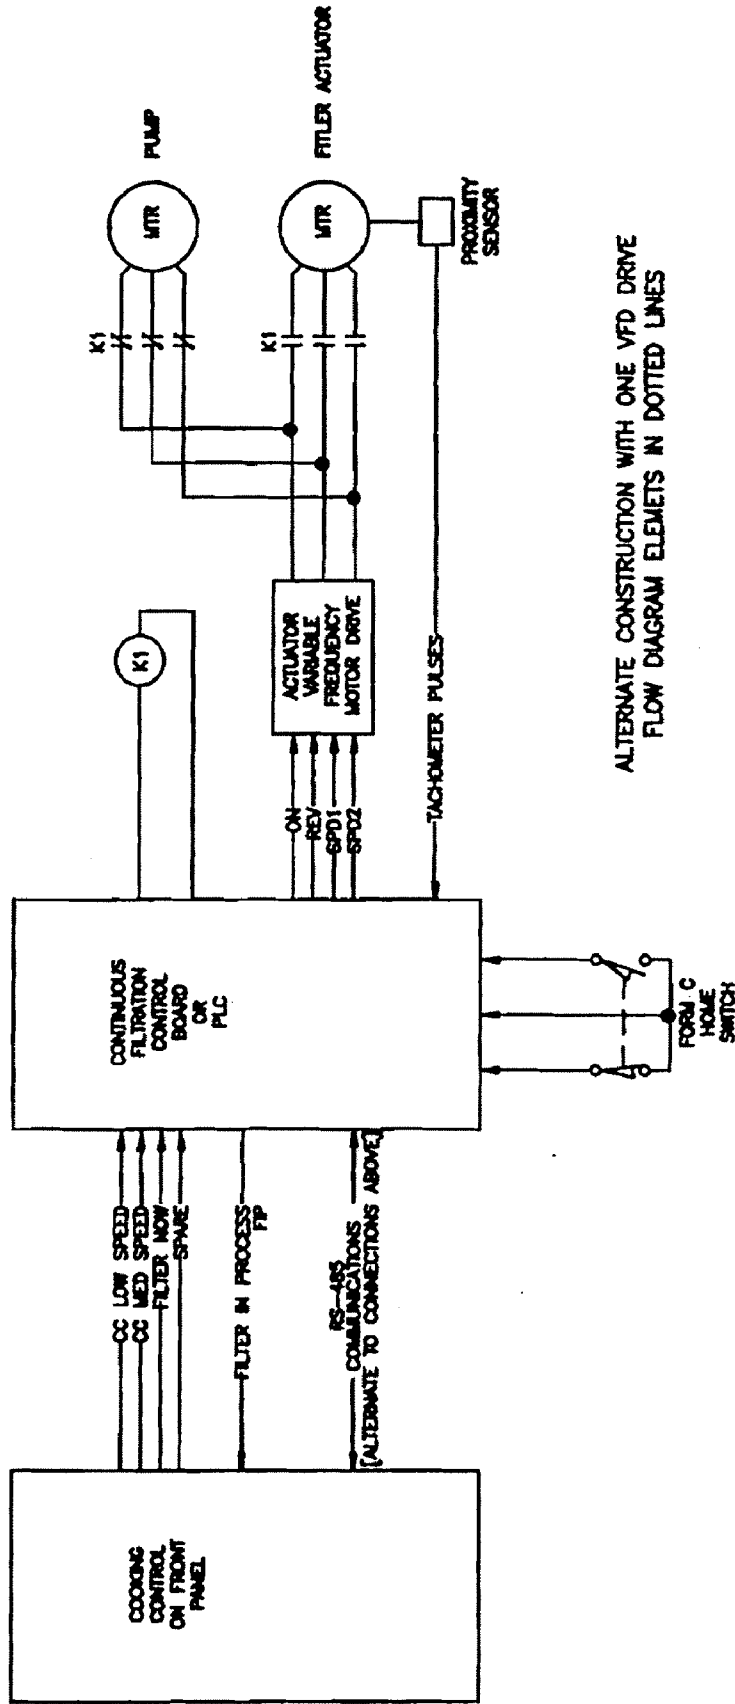 COOKING
CONTROL
ON FRONT
PANEL
CC LOW SPEED
CC MED SPEED
FILTER NOW
SPARE
FILTER IN PROCESS
FIP
RS-485
COMMUNICATIONS
[ALTERNATE TO CONNECTIONS ABOVE]
CONTINUOUS
FILTRATION
CONTROL
BOARD
OR
PLC
FORM C
HOME
SWITCH
K1
ON
REV
SPD1
SPD2
TACHOMETER PULSES
ACTUATOR
VARIABLE
FREQUENCY
MOTOR DRIVE
K1
K1
MTR
PUMP
MTR
FITLER ACTUATOR
PROXIMITY
SENSOR
ALTERNATE CONSTRUCTION WITH ONE VFD DRIVE
FLOW DIAGRAM ELEMETS IN DOTTED LINES